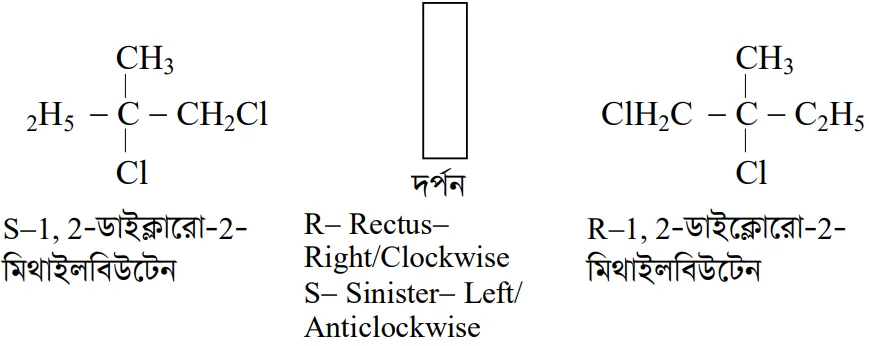 CH₃
₂H₅ – C – CH₂Cl
Cl
S–1, 2-ডাইক্লারো-2-
মিথাইলবিউটেন
দর্পন
R– Rectus–
Right/Clockwise
S– Sinister– Left/
Anticlockwise
CH₃
ClH₂C – C – C₂H₅
Cl
R–1, 2-ডাইক্লোরো-2-
মিথাইলবিউটেন